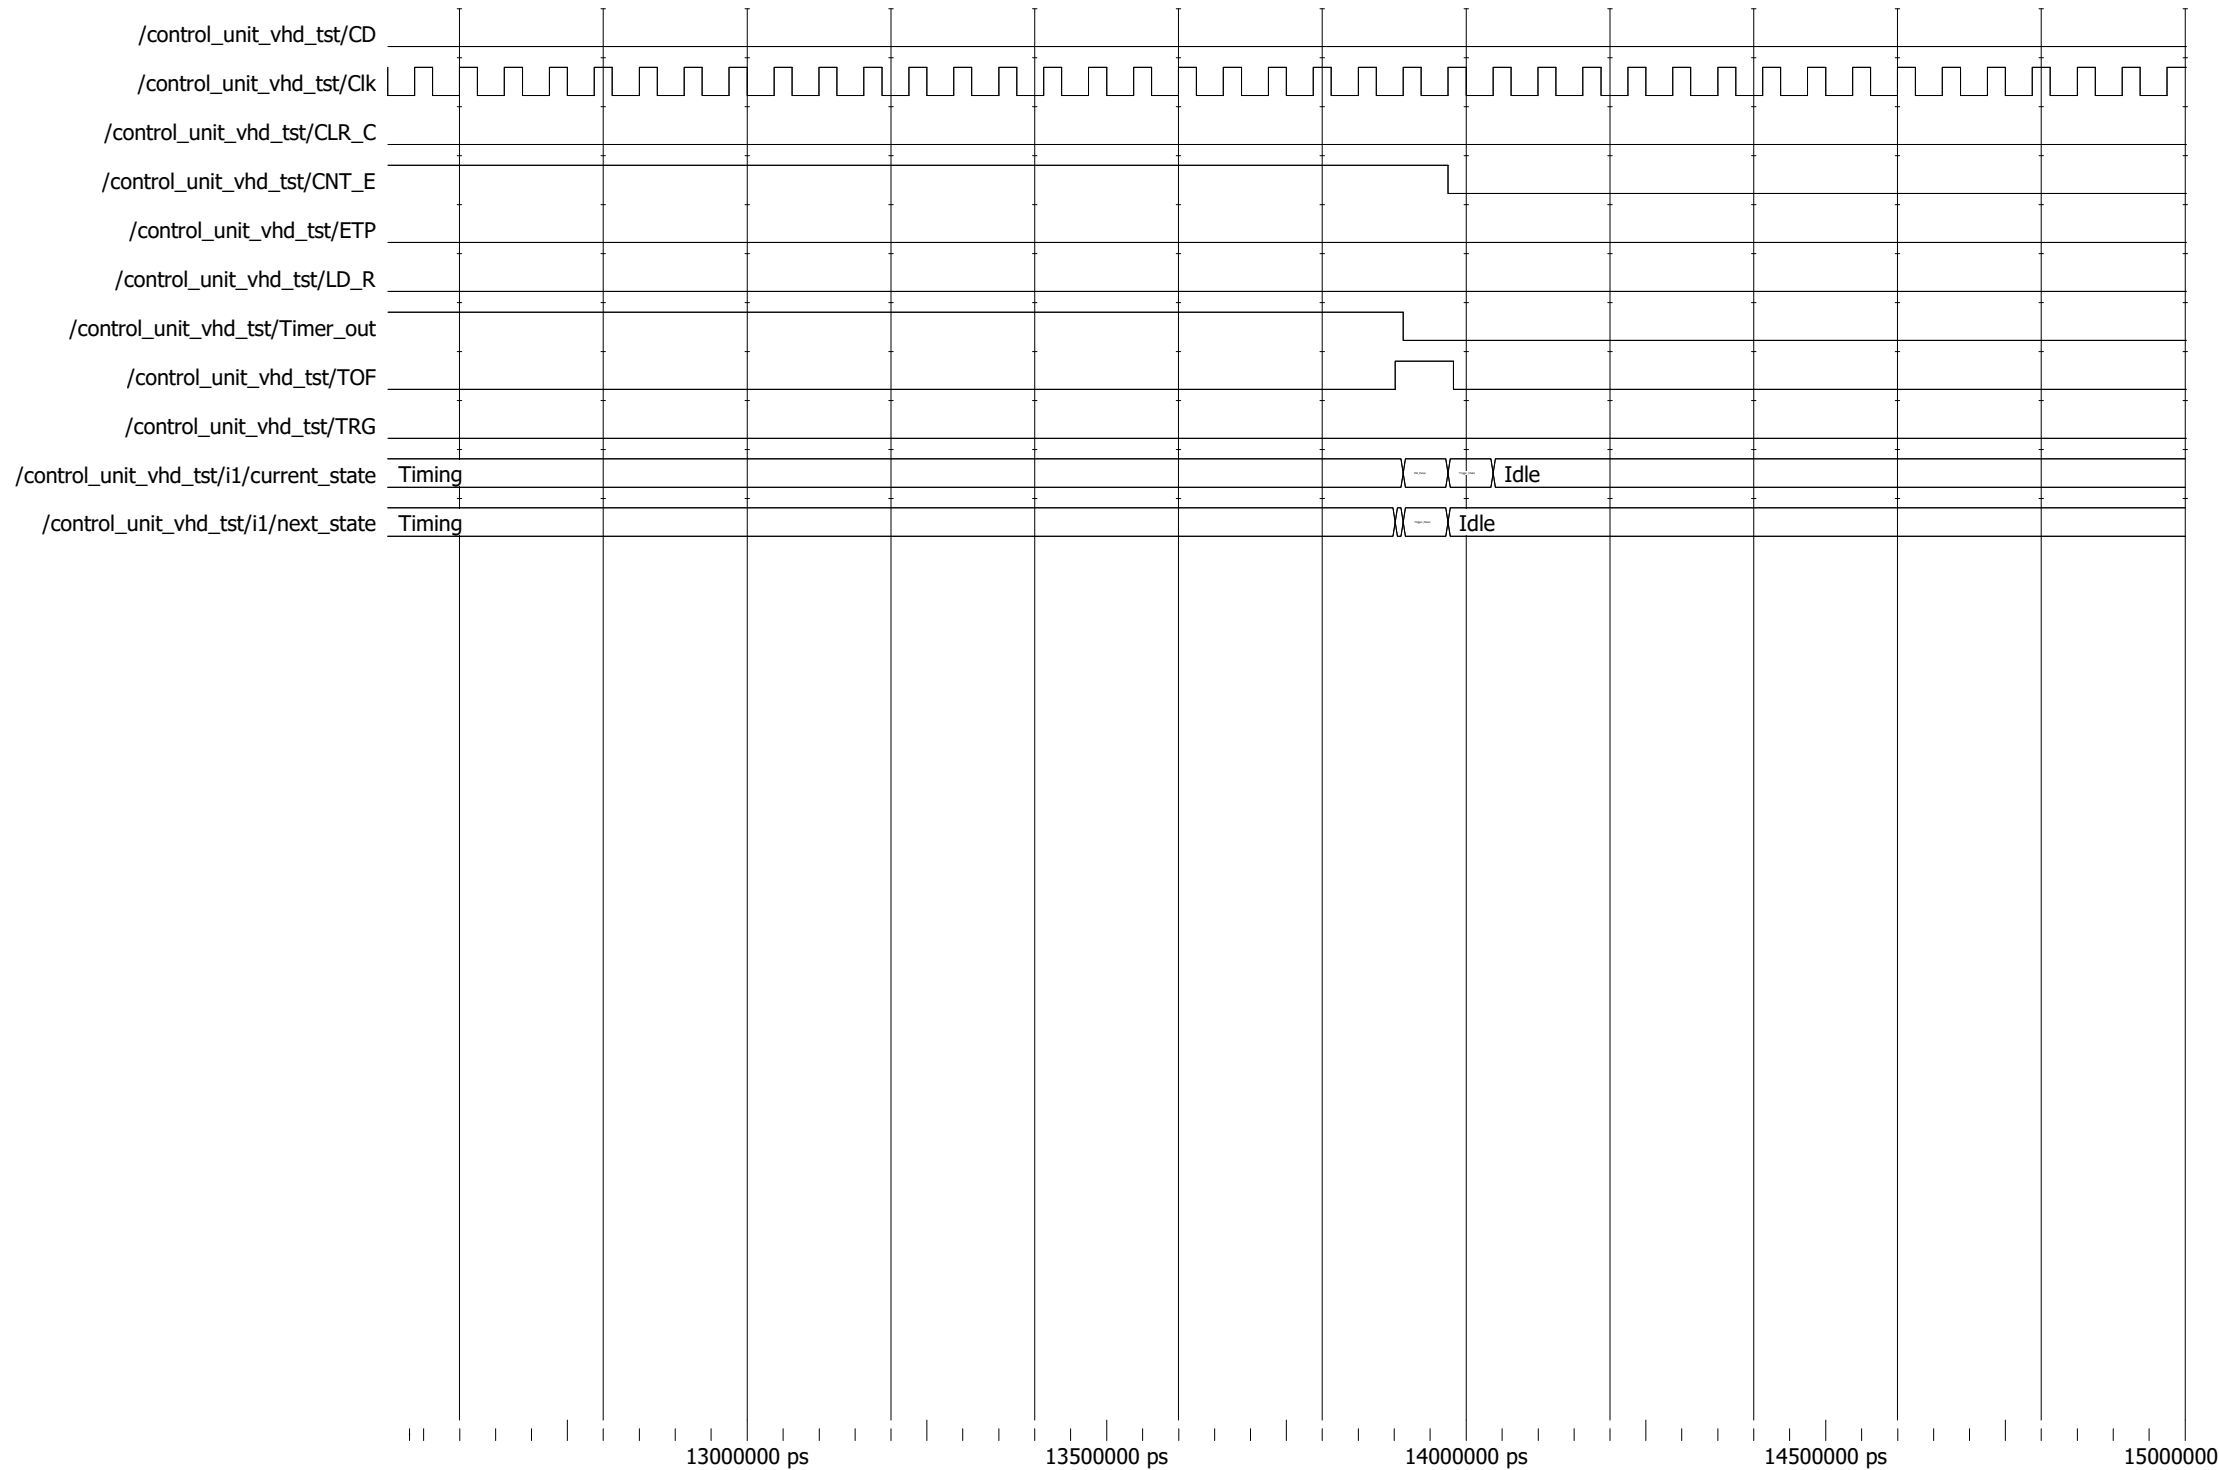 /control_unit_vhd_tst/CD
/control_unit_vhd_tst/Clk
/control_unit_vhd_tst/CLR_C
/control_unit_vhd_tst/CNT_E
/control_unit_vhd_tst/ETP
/control_unit_vhd_tst/LD_R
/control_unit_vhd_tst/Timer_out
/control_unit_vhd_tst/TOF
/control_unit_vhd_tst/TRG
/control_unit_vhd_tst/i1/current_state Timing Idle
/control_unit_vhd_tst/i1/next_state Timing Idle
13000000 ps 13500000 ps 14000000 ps 14500000 ps 15000000